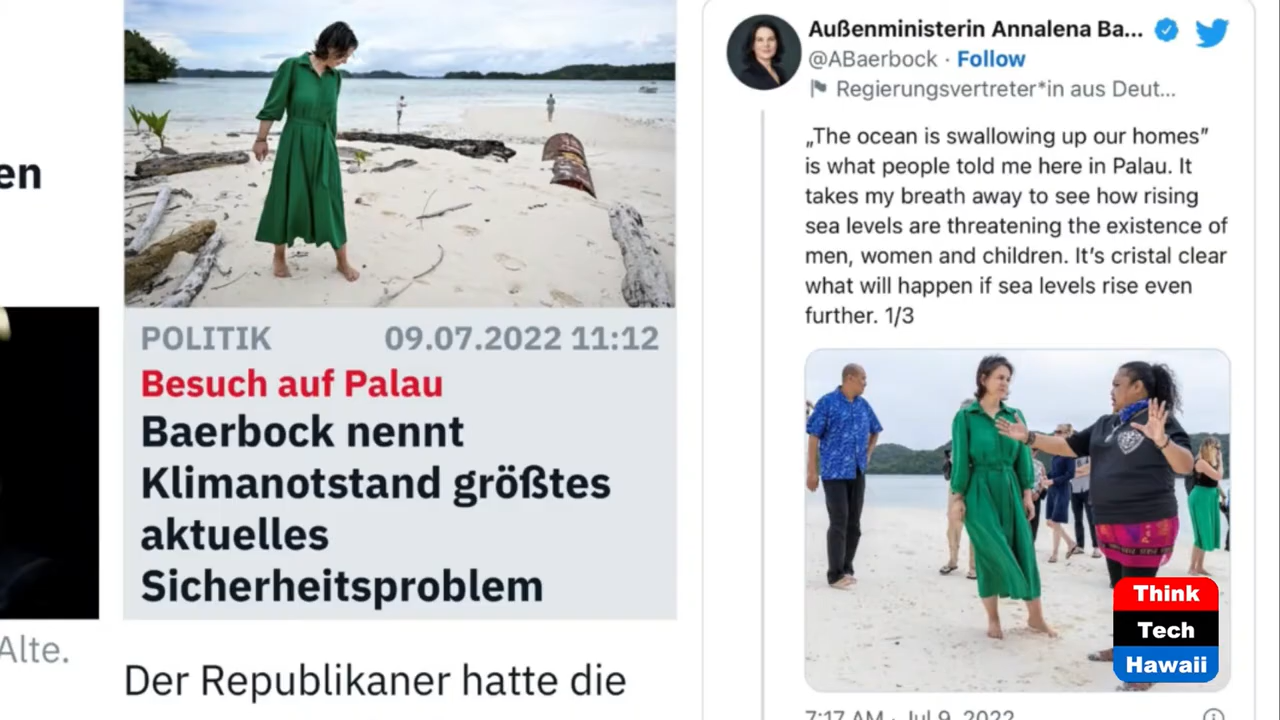 en
Alte.
POLITIK 09.07.2022 11:12
Besuch auf Palau
Baerbock nennt
Klimanotstand größtes
aktuelles
Sicherheitsproblem
Der Republikaner hatte die
Außenministerin Annalena Ba...
@ABaerbock · Follow
Regierungsvertreter*in aus Deut...
„The ocean is swallowing up our homes”
is what people told me here in Palau. It
takes my breath away to see how rising
sea levels are threatening the existence of
men, women and children. It's cristal clear
what will happen if sea levels rise even
further. 1/3
Think
Tech
Hawaii
7:17 AM · Jul 9, 2022